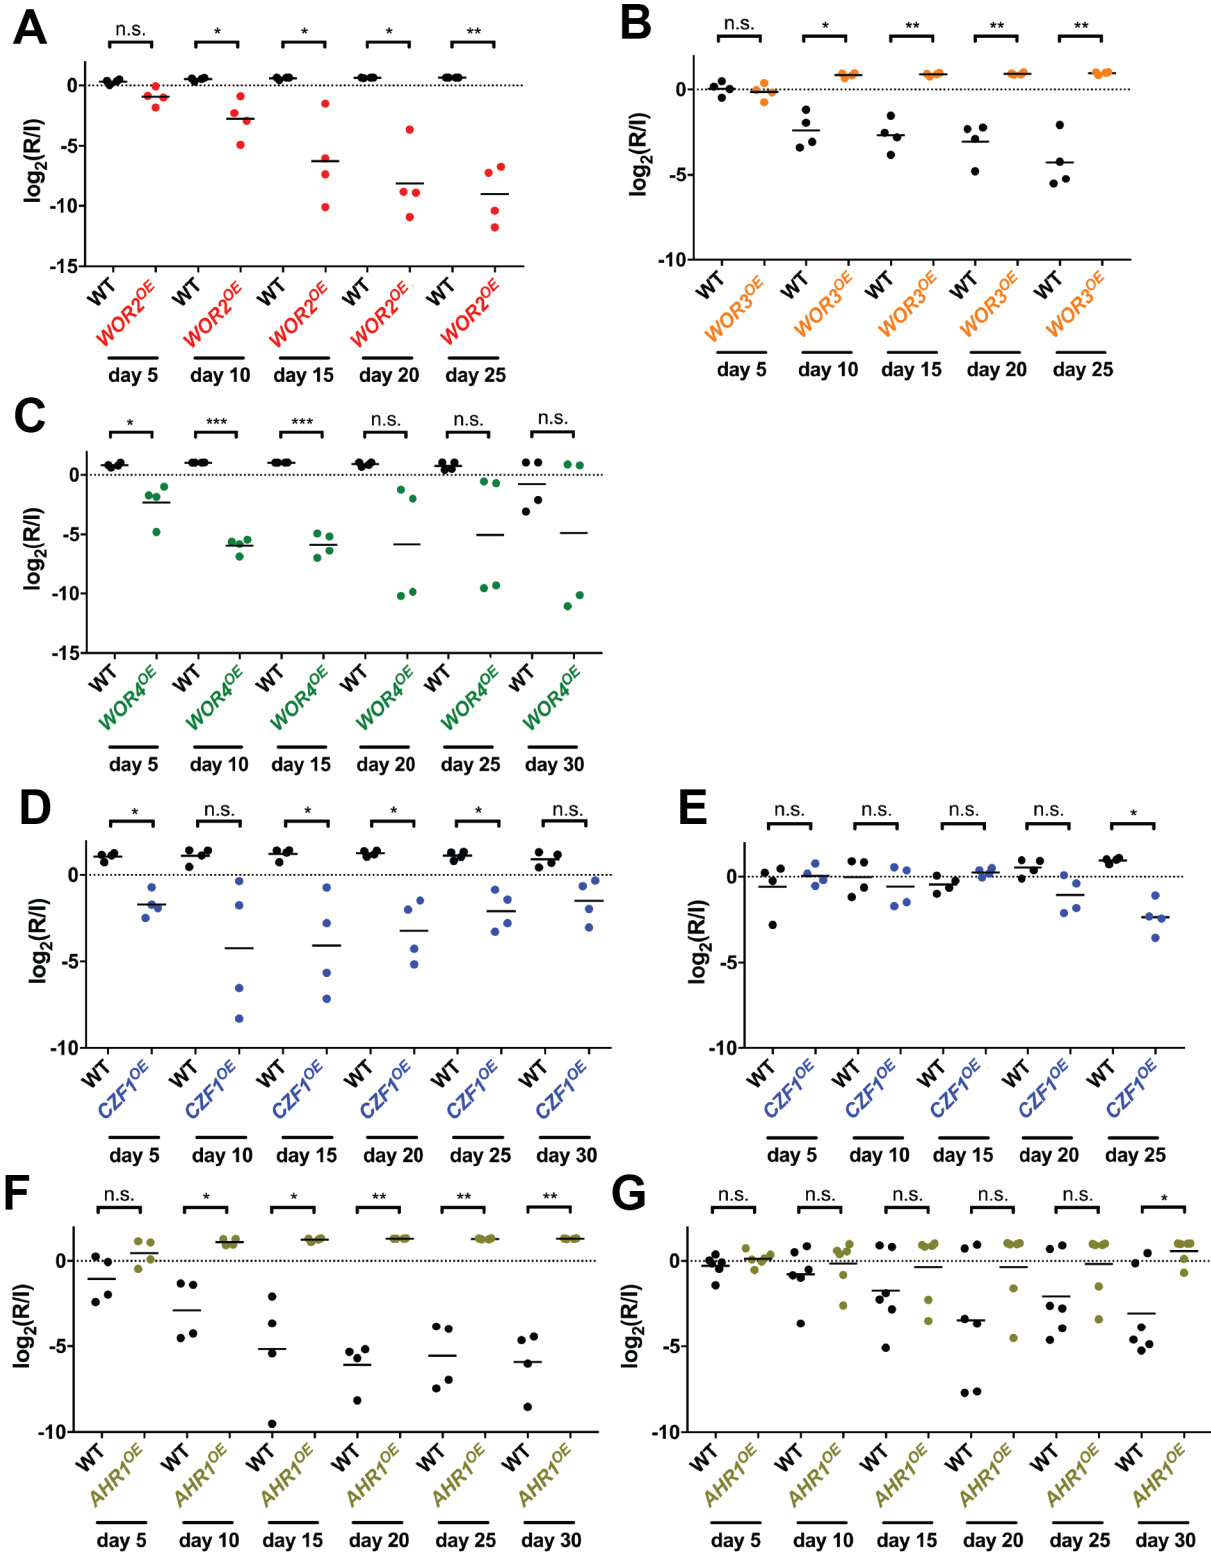 A
n.s. * * * **
0
-5
-10
-15
log2(R/I)
WT WOR2OE WT WOR2OE WT WOR2OE WT WOR2OE WT WOR2OE
day 5 day 10 day 15 day 20 day 25
B
n.s. * ** ** **
0
-5
-10
log2(R/I)
WT WOR3OE WT WOR3OE WT WOR3OE WT WOR3OE WT WOR3OE
day 5 day 10 day 15 day 20 day 25
C
* *** *** n.s. n.s. n.s.
0
-5
-10
-15
log2(R/I)
WT WOR4OE WT WOR4OE WT WOR4OE WT WOR4OE WT WOR4OE WT WOR4OE
day 5 day 10 day 15 day 20 day 25 day 30
D
* n.s. * * * n.s.
0
-5
-10
log2(R/I)
WT CZF1OE WT CZF1OE WT CZF1OE WT CZF1OE WT CZF1OE WT CZF1OE
day 5 day 10 day 15 day 20 day 25 day 30
E
n.s. n.s. n.s. n.s. *
0
-5
-10
log2(R/I)
WT CZF1OE WT CZF1OE WT CZF1OE WT CZF1OE WT CZF1OE
day 5 day 10 day 15 day 20 day 25
F
n.s. * * ** ** **
0
-5
-10
log2(R/I)
WT AHR1OE WT AHR1OE WT AHR1OE WT AHR1OE WT AHR1OE WT AHR1OE
day 5 day 10 day 15 day 20 day 25 day 30
G
n.s. n.s. n.s. n.s. n.s. *
0
-5
-10
log2(R/I)
WT AHR1OE WT AHR1OE WT AHR1OE WT AHR1OE WT AHR1OE WT AHR1OE
day 5 day 10 day 15 day 20 day 25 day 30